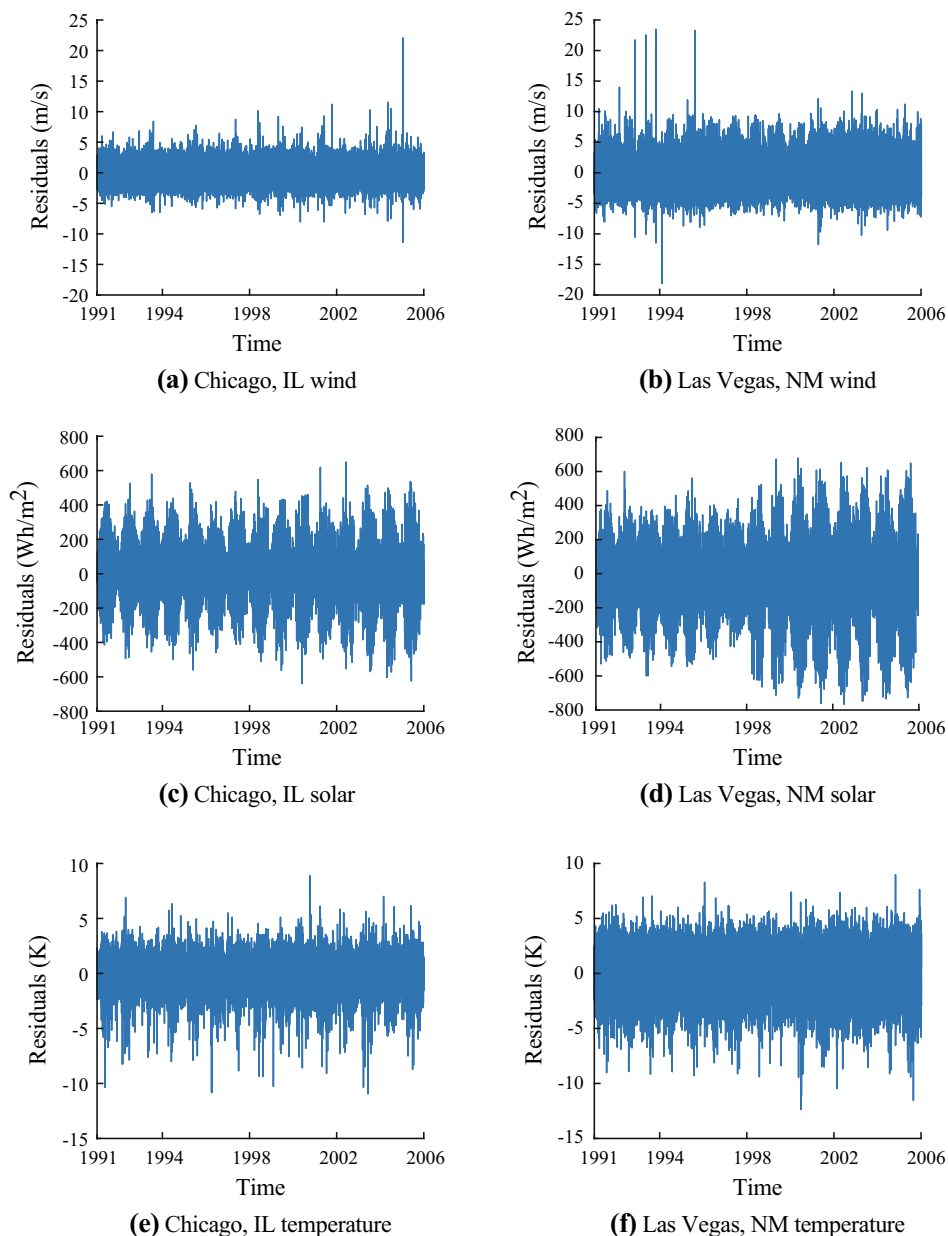 25
20
15
10
5
0
-5
-10
-15
-20
Residuals (m/s)
1991 1994 1998 2002 2006
Time
(a) Chicago, IL wind
25
20
15
10
5
0
-5
-10
-15
-20
Residuals (m/s)
1991 1994 1998 2002 2006
Time
(b) Las Vegas, NM wind
800
600
400
200
0
-200
-400
-600
-800
Residuals (Wh/m²)
1991 1994 1998 2002 2006
Time
(c) Chicago, IL solar
800
600
400
200
0
-200
-400
-600
-800
Residuals (Wh/m²)
1991 1994 1998 2002 2006
Time
(d) Las Vegas, NM solar
10
5
0
-5
-10
-15
Residuals (K)
1991 1994 1998 2002 2006
Time
(e) Chicago, IL temperature
10
5
0
-5
-10
-15
Residuals (K)
1991 1994 1998 2002 2006
Time
(f) Las Vegas, NM temperature